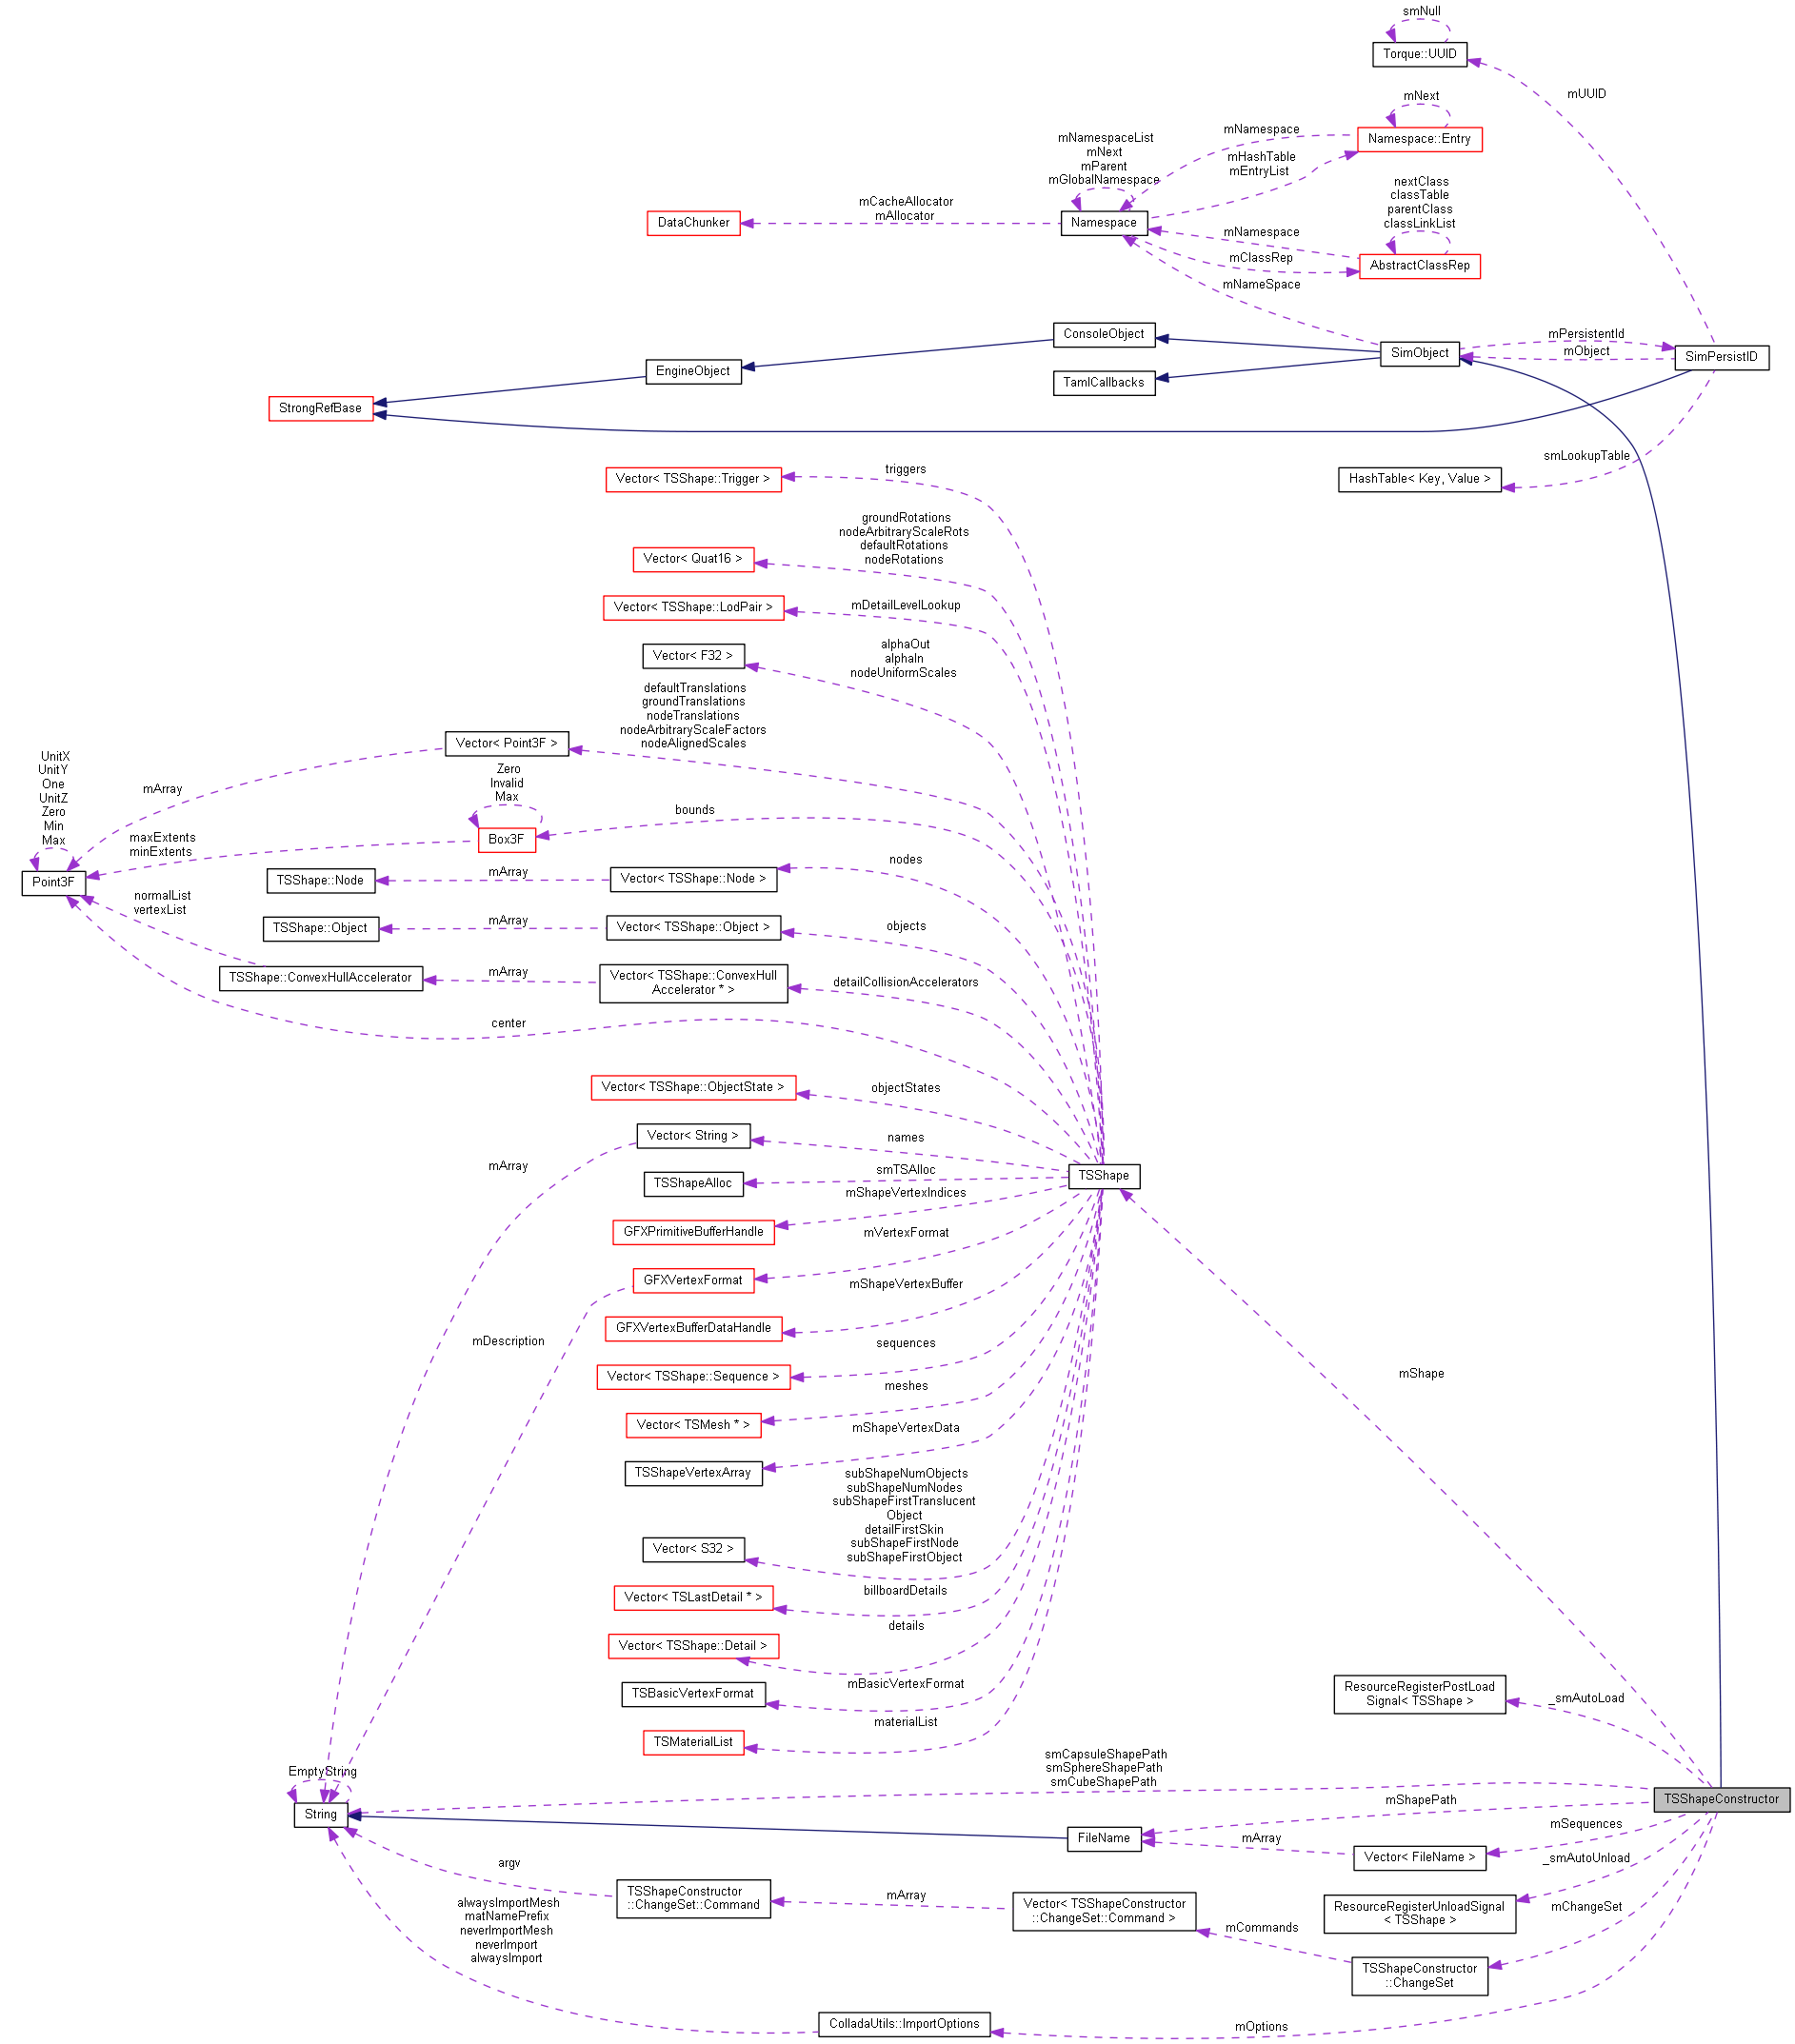 smNull
Torque::UUID
mUUID
mNext
mNamespace
Namespace::Entry
mNamespaceList
mNext
mParent
mGlobalNamespace
mHashTable
mEntryList
nextClass
classTable
parentClass
classLinkList
mCacheAllocator
mAllocator
DataChunker
Namespace
mNamespace
mClassRep
AbstractClassRep
mNameSpace
ConsoleObject
mPersistentId
mObject
SimObject
SimPersistID
EngineObject
TamlCallbacks
StrongRefBase
smLookupTable
triggers
Vector< TSShape::Trigger >
HashTable< Key, Value >
groundRotations
nodeArbitraryScaleRots
defaultRotations
nodeRotations
Vector< Quat16 >
mDetailLevelLookup
Vector< TSShape::LodPair >
alphaOut
alphaIn
nodeUniformScales
Vector< F32 >
defaultTranslations
groundTranslations
nodeTranslations
nodeArbitraryScaleFactors
nodeAlignedScales
Vector< Point3F >
UnitX
UnitY
One
UnitZ
Zero
Min
Max
mArray
Zero
Invalid
Max
bounds
Box3F
maxExtents
minExtents
Point3F
nodes
TSShape::Node
mArray
Vector< TSShape::Node >
normalList
vertexList
TSShape::Object
mArray
Vector< TSShape::Object >
objects
TSShape::ConvexHullAccelerator
mArray
Vector< TSShape::ConvexHull
Accelerator * >
detailCollisionAccelerators
center
Vector< TSShape::ObjectState >
objectStates
Vector< String >
names
mArray
TSShapeAlloc
smTSAlloc
TSShape
mShapeVertexIndices
GFXPrimitiveBufferHandle
mVertexFormat
GFXVertexFormat
mShapeVertexBuffer
GFXVertexBufferDataHandle
mDescription
sequences
Vector< TSShape::Sequence >
mShape
meshes
Vector< TSMesh * >
mShapeVertexData
TSShapeVertexArray
subShapeNumObjects
subShapeNumNodes
subShapeFirstTranslucent
Object
detailFirstSkin
subShapeFirstNode
subShapeFirstObject
Vector< S32 >
billboardDetails
Vector< TSLastDetail * >
details
Vector< TSShape::Detail >
mBasicVertexFormat
TSBasicVertexFormat
materialList
TSMaterialList
ResourceRegisterPostLoad
Signal< TSShape >
_smAutoLoad
smCapsuleShapePath
smSphereShapePath
smCubeShapePath
EmptyString
String
mShapePath
TSShapeConstructor
FileName
mArray
Vector< FileName >
mSequences
_smAutoUnload
argv
TSShapeConstructor
::ChangeSet::Command
mArray
Vector< TSShapeConstructor
::ChangeSet::Command >
ResourceRegisterUnloadSignal
< TSShape >
mChangeSet
alwaysImportMesh
matNamePrefix
neverImportMesh
neverImport
alwaysImport
mCommands
TSShapeConstructor
::ChangeSet
ColladaUtils::ImportOptions
mOptions